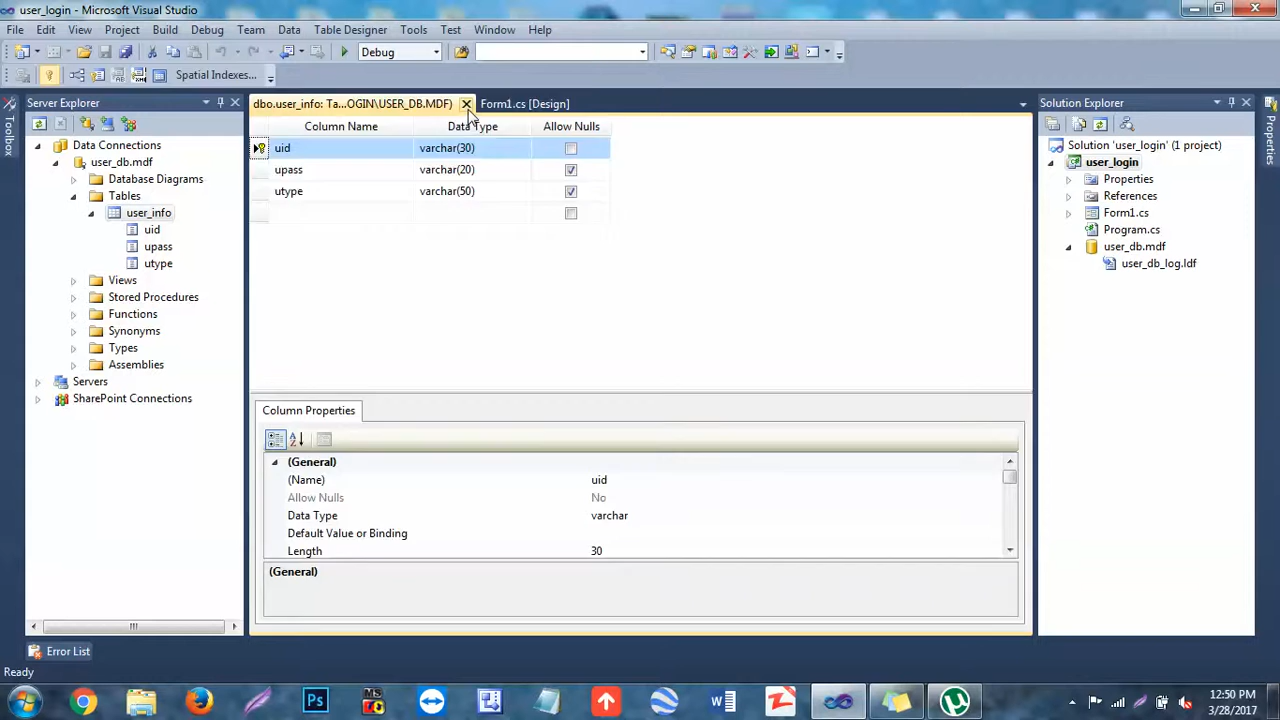 user_login - Microsoft Visual Studio
File Edit View Project Build Debug Team Data Table Designer Tools Test Window Help
Debug
Spatial Indexes...
Server Explorer
Data Connections
user_db.mdf
Database Diagrams
Tables
user_info
uid
upass
utype
Views
Stored Procedures
Functions
Synonyms
Types
Assemblies
Servers
SharePoint Connections
Toolbox
dbo.user_info: Ta...OGIN\USER_DB.MDF) Form1.cs [Design]
Column Name Data Type Allow Nulls
uid varchar(30)
upass varchar(20)
utype varchar(50)
Column Properties
(General)
(Name) uid
Allow Nulls No
Data Type varchar
Default Value or Binding
Length 30
(General)
Solution Explorer
Solution 'user_login' (1 project)
user_login
Properties
References
Form1.cs
Program.cs
user_db.mdf
user_db_log.ldf
Properties
Error List
Ready
Ps
MS
W
12:50 PM
3/28/2017